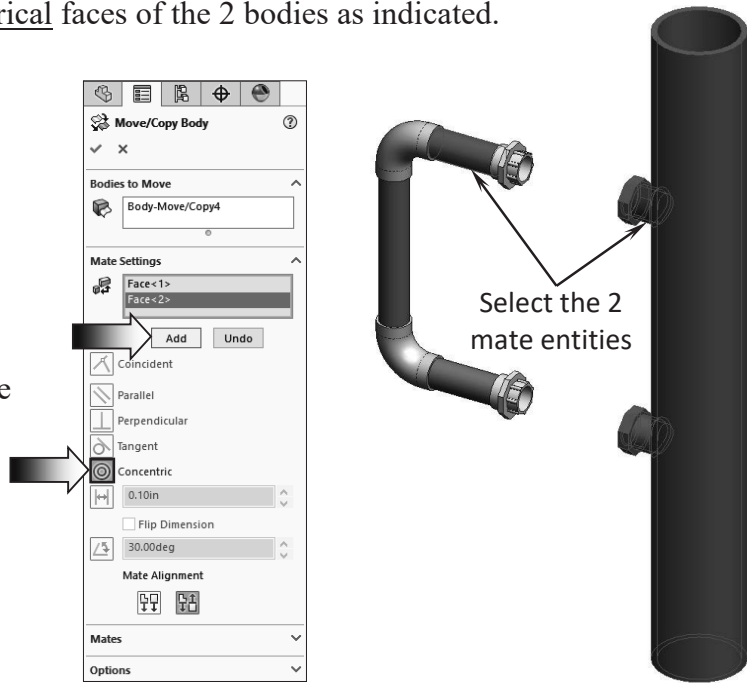 rical faces of the 2 bodies as indicated.
Move/Copy Body
Bodies to Move
Body-Move/Copy4
Mate Settings
Face<1>
Face<2>
Add Undo
Coincident
e
Parallel
Perpendicular
Tangent
Concentric
0.10in
Flip Dimension
30.00deg
Mate Alignment
Mates
Options
Select the 2
mate entities